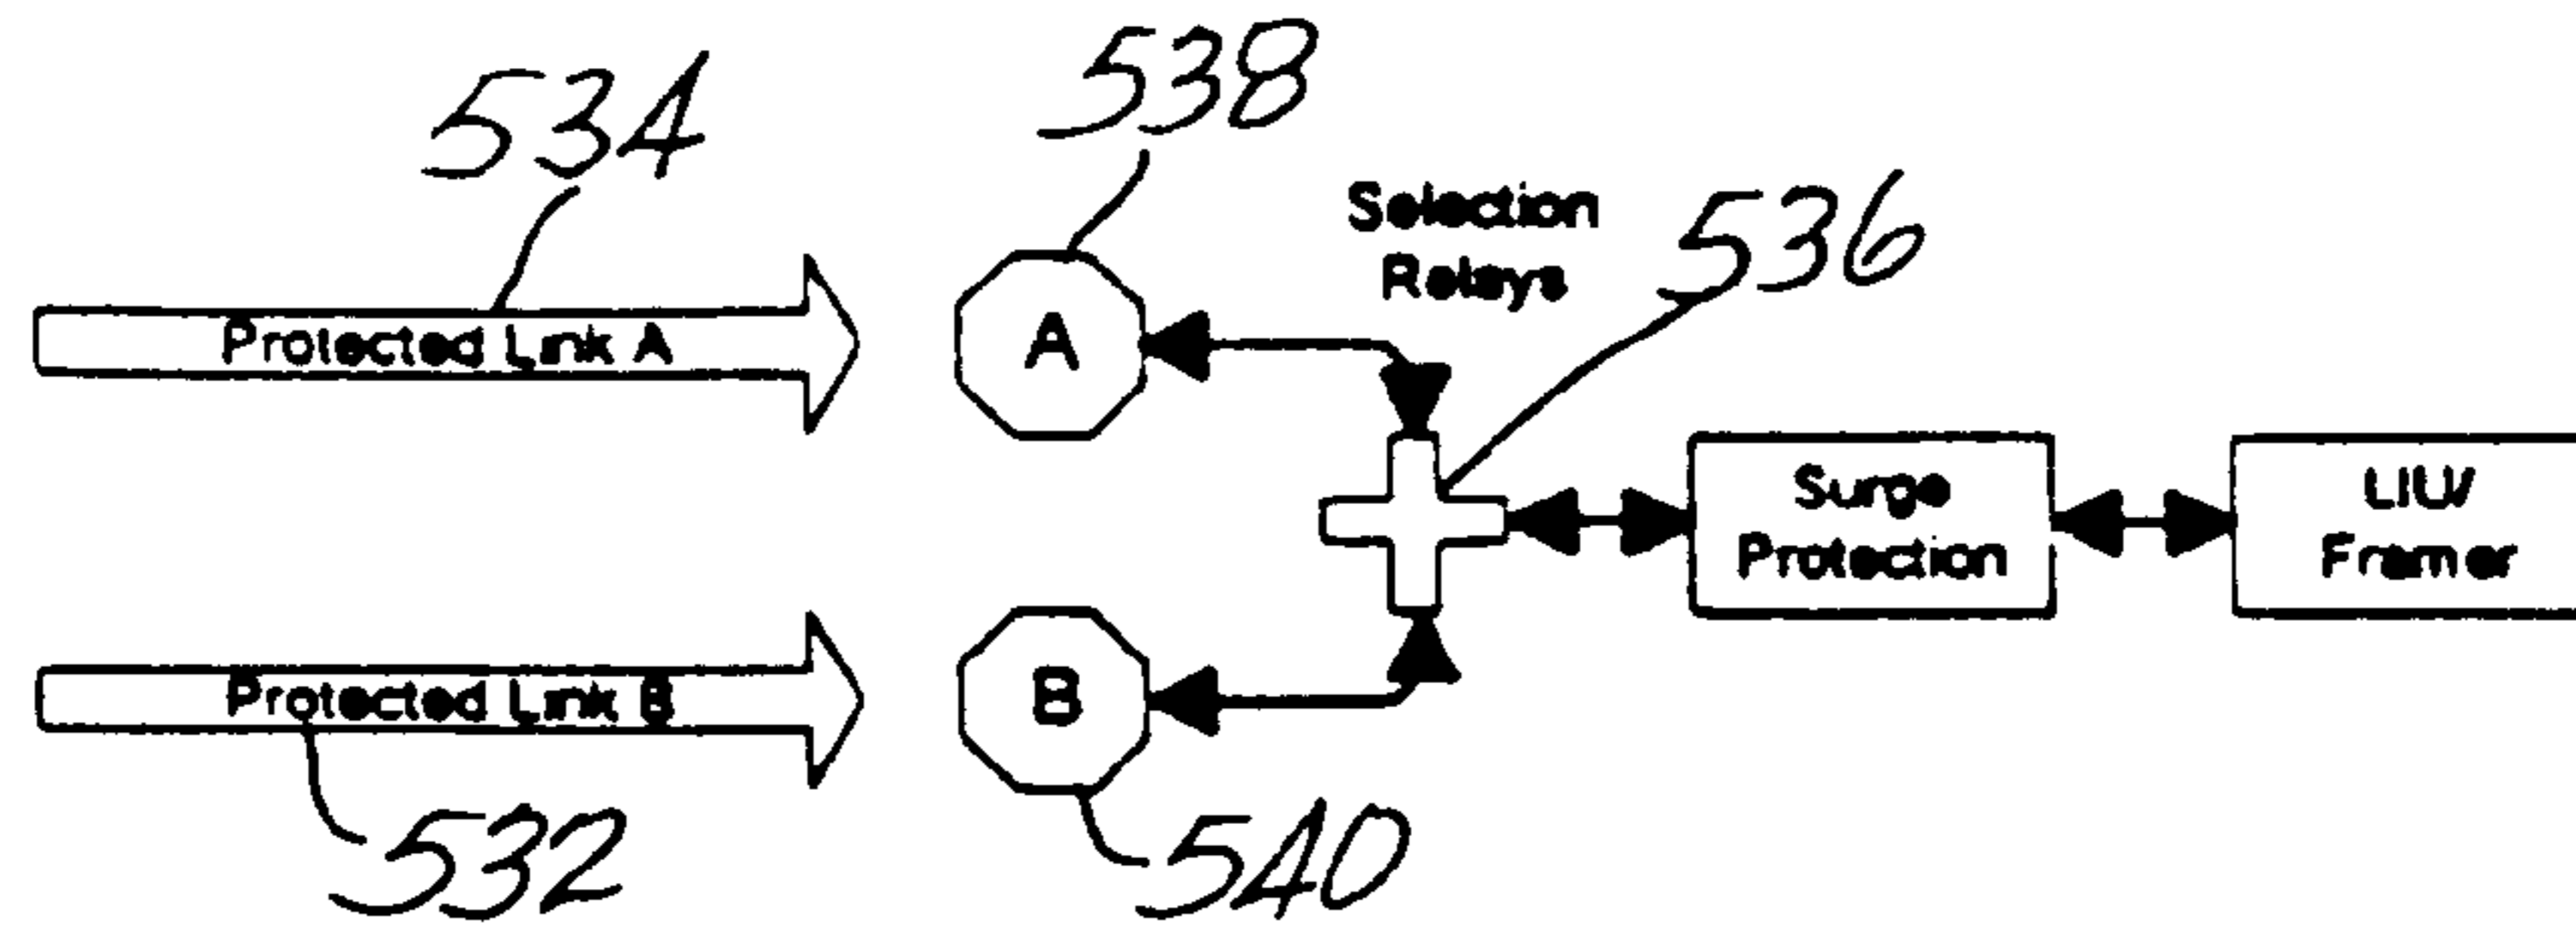 534
538
Selection
Relays
536
Protected Link A
A
Surge
Protection
LIU/
Framer
Protected Link B
B
532
540